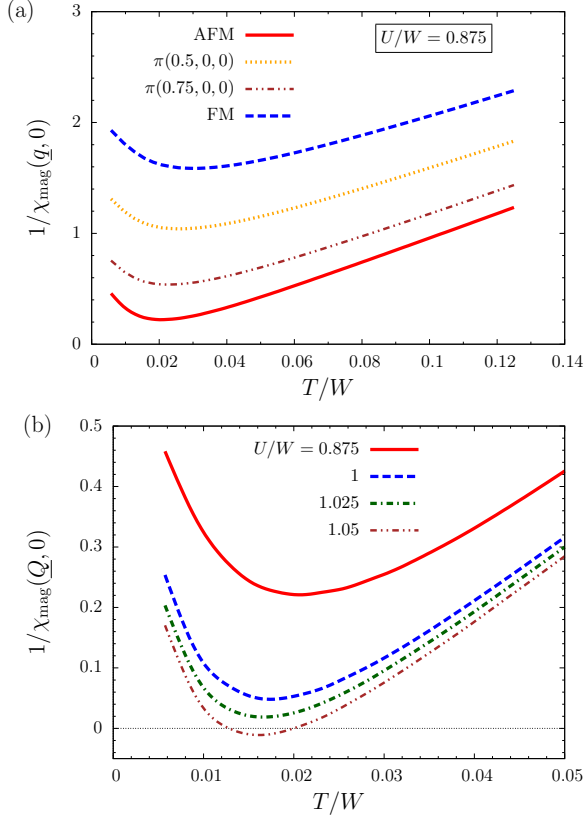 (a)
U/W = 0.875
AFM
π(0.5, 0, 0)
π(0.75, 0, 0)
FM
1/χmag(q, 0)
3
2
1
0
0 0.02 0.04 0.06 0.08 0.1 0.12 0.14
T/W
(b)
U/W = 0.875
1
1.025
1.05
1/χmag(Q, 0)
0.5
0.4
0.3
0.2
0.1
0
0 0.01 0.02 0.03 0.04 0.05
T/W